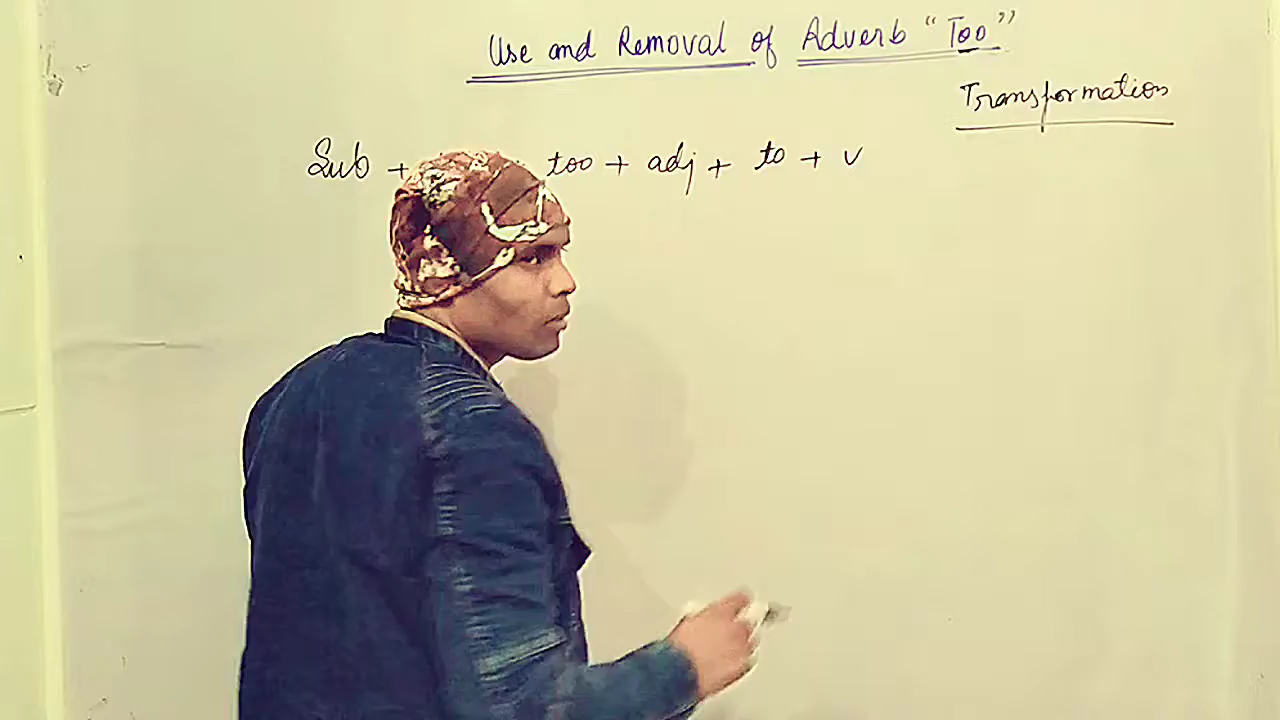 Use and Removal of Adverb “Too”
Transformation
Sub + too + adj + to + v